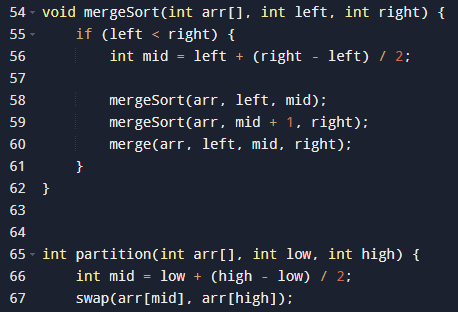 54 void mergeSort(int arr[], int left, int right) {
55     if (left < right) {
56         int mid = left + (right - left) / 2;
57
58         mergeSort(arr, left, mid);
59         mergeSort(arr, mid + 1, right);
60         merge(arr, left, mid, right);
61     }
62 }
63
64
65 int partition(int arr[], int low, int high) {
66     int mid = low + (high - low) / 2;
67     swap(arr[mid], arr[high]);